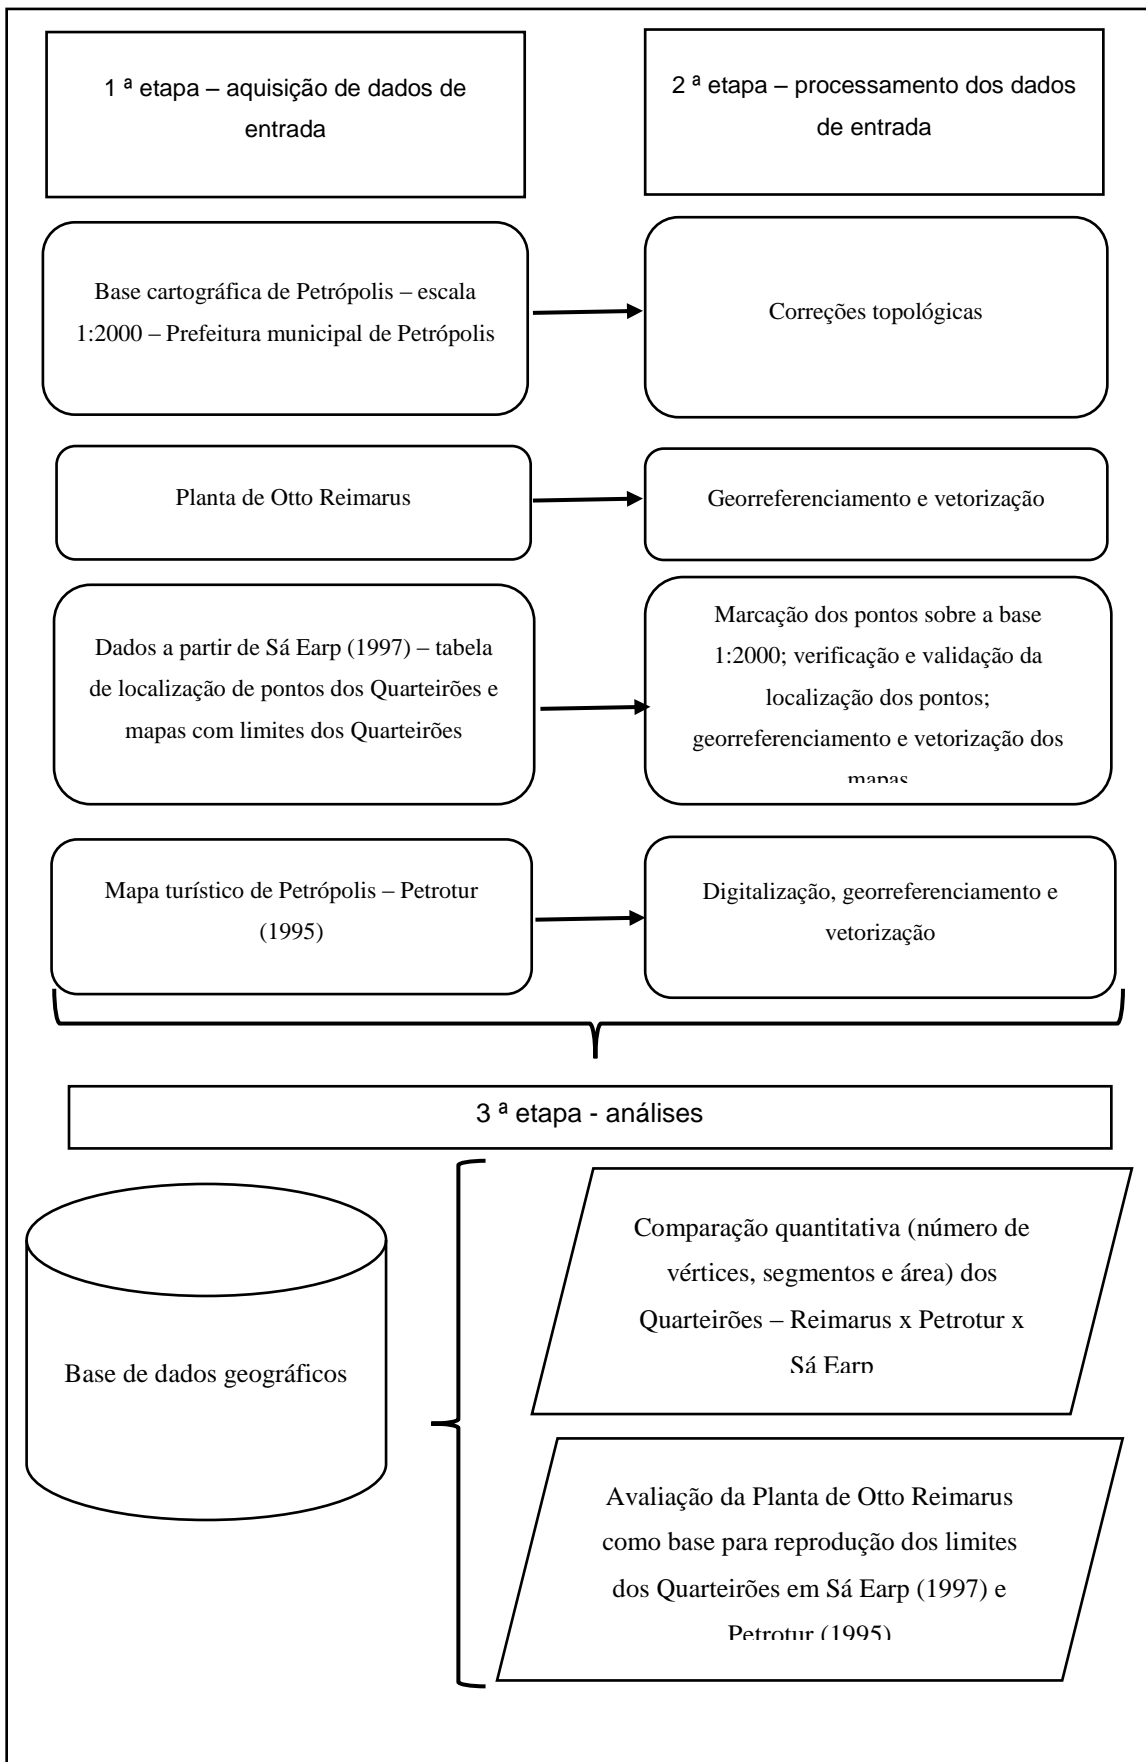 1 ª etapa – aquisição de dados de
entrada
2 ª etapa – processamento dos dados
de entrada
Base cartográfica de Petrópolis – escala
1:2000 – Prefeitura municipal de Petrópolis
Correções topológicas
Planta de Otto Reimarus
Georreferenciamento e vetorização
Dados a partir de Sá Earp (1997) – tabela
de localização de pontos dos Quarteirões e
mapas com limites dos Quarteirões
Marcação dos pontos sobre a base
1:2000; verificação e validação da
localização dos pontos;
georreferenciamento e vetorização dos
mapas
Mapa turístico de Petrópolis – Petrotur
(1995)
Digitalização, georreferenciamento e
vetorização
3 ª etapa - análises
Base de dados geográficos
Comparação quantitativa (número de
vértices, segmentos e área) dos
Quarteirões – Reimarus x Petrotur x
Sá Earp
Avaliação da Planta de Otto Reimarus
como base para reprodução dos limites
dos Quarteirões em Sá Earp (1997) e
Petrotur (1995)